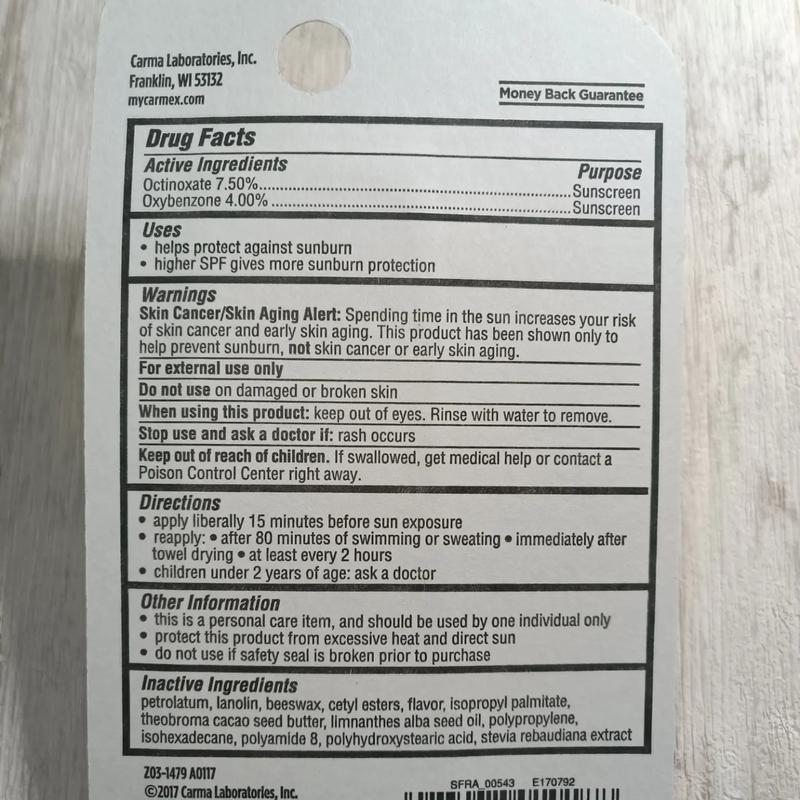 Carma Laboratories, Inc.
Franklin, WI 53132
mycarmex.com
Money Back Guarantee
Drug Facts
Active Ingredients Purpose
Octinoxate 7.50%........................................Sunscreen
Oxybenzone 4.00%........................................Sunscreen
Uses
• helps protect against sunburn
• higher SPF gives more sunburn protection
Warnings
Skin Cancer/Skin Aging Alert: Spending time in the sun increases your risk
of skin cancer and early skin aging. This product has been shown only to
help prevent sunburn, not skin cancer or early skin aging.
For external use only
Do not use on damaged or broken skin
When using this product: keep out of eyes. Rinse with water to remove.
Stop use and ask a doctor if: rash occurs
Keep out of reach of children. If swallowed, get medical help or contact a
Poison Control Center right away.
Directions
• apply liberally 15 minutes before sun exposure
• reapply: • after 80 minutes of swimming or sweating • immediately after
towel drying • at least every 2 hours
• children under 2 years of age: ask a doctor
Other Information
• this is a personal care item, and should be used by one individual only
• protect this product from excessive heat and direct sun
• do not use if safety seal is broken prior to purchase
Inactive Ingredients
petrolatum, lanolin, beeswax, cetyl esters, flavor, isopropyl palmitate,
theobroma cacao seed butter, limnanthes alba seed oil, polypropylene,
isohexadecane, polyamide 8, polyhydroxystearic acid, stevia rebaudiana extract
Z03-1479 A0117
©2017 Carma Laboratories, Inc.
SFRA_00543 E170792